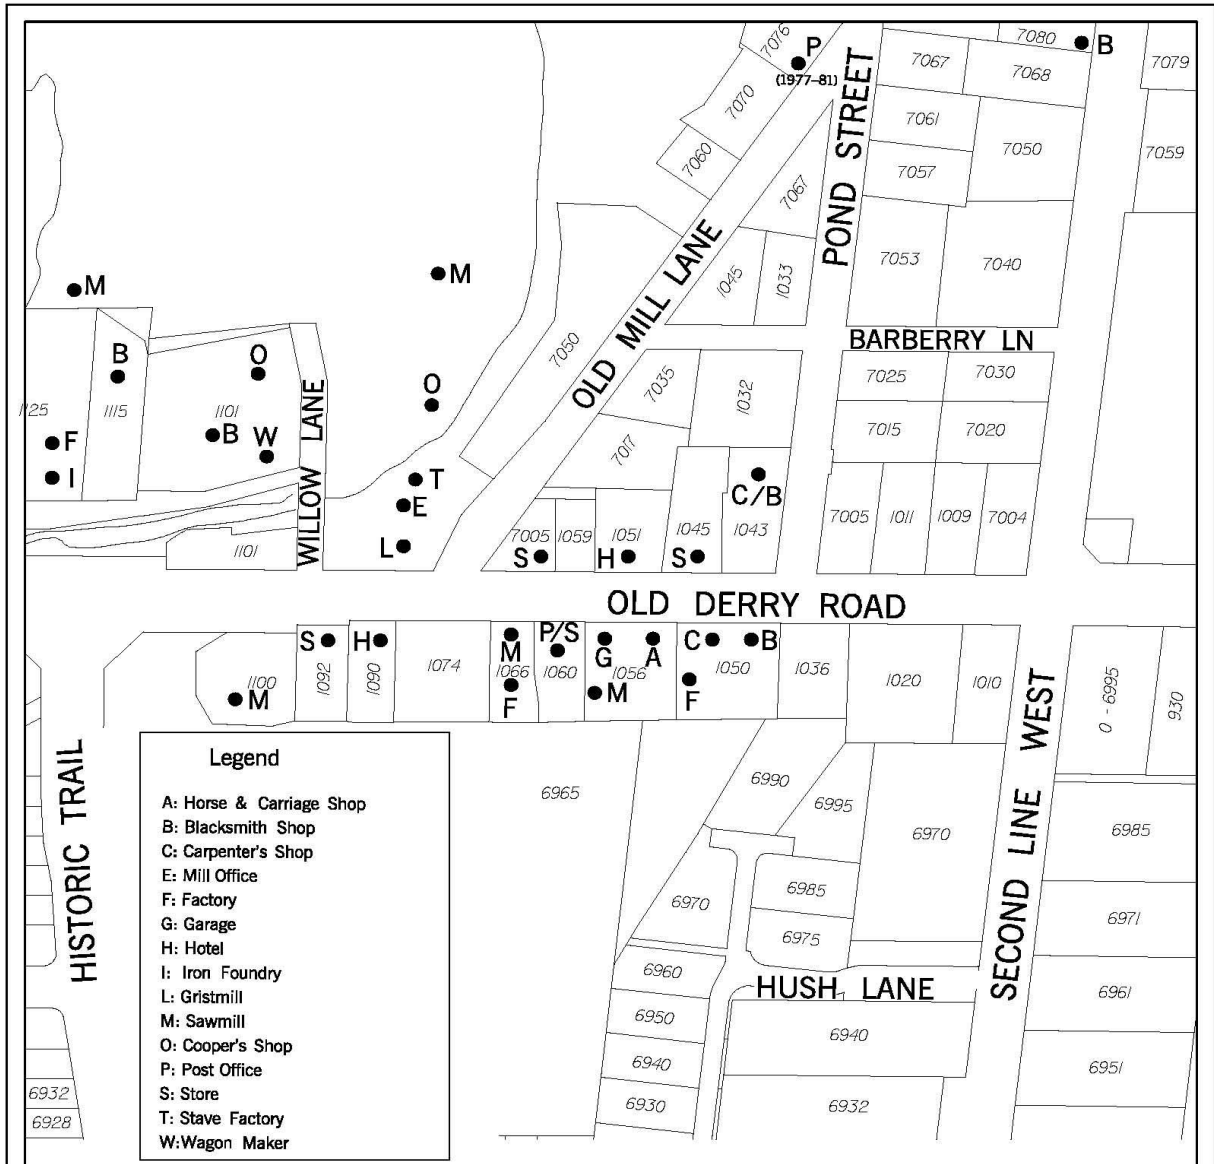 7076
P
(1977-81)
7080
B
7079
7067
7068
7070
7061
7050
7059
7060
7057
POND STREET
7067
OLD MILL LANE
7053
7040
1045
1033
M
M
BARBERRY LN
7050
B
O
O
7035
1032
7025
7030
1125
1115
1101
WILLOW LANE
7015
7020
F
B
W
7017
I
T
C/B
E
7005
1059
1051
1045
1043
7005
1011
1009
7004
1101
L
S
H
S
OLD DERRY ROAD
S
H
M
P/S
G
A
C
B
1100
1092
1090
1074
1066
1060
1056
1050
1036
1020
1010
0 - 6995
930
M
F
M
F
SECOND LINE WEST
HISTORIC TRAIL
6965
6990
6995
6970
6985
6970
6985
6971
6975
6960
HUSH LANE
6961
6950
6940
6940
6951
6932
6930
6932
6928
Legend
A: Horse & Carriage Shop
B: Blacksmith Shop
C: Carpenter's Shop
E: Mill Office
F: Factory
G: Garage
H: Hotel
I: Iron Foundry
L: Gristmill
M: Sawmill
O: Cooper's Shop
P: Post Office
S: Store
T: Stave Factory
W:Wagon Maker